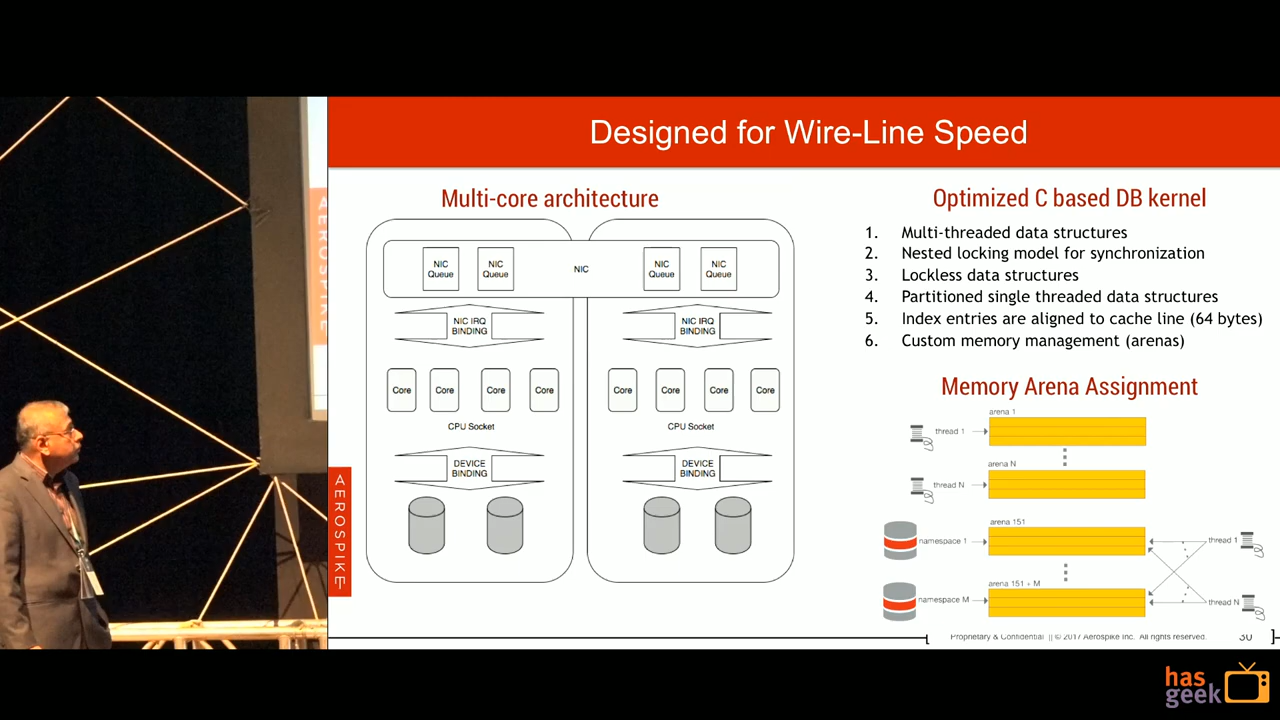 Designed for Wire-Line Speed
Multi-core architecture
NIC
Queue
NIC
Queue
NIC
NIC
Queue
NIC
Queue
NIC IRQ
BINDING
NIC IRQ
BINDING
Core
Core
Core
Core
Core
Core
Core
Core
CPU Socket
CPU Socket
DEVICE
BINDING
DEVICE
BINDING
Optimized C based DB kernel
1. Multi-threaded data structures
2. Nested locking model for synchronization
3. Lockless data structures
4. Partitioned single threaded data structures
5. Index entries are aligned to cache line (64 bytes)
6. Custom memory management (arenas)
Memory Arena Assignment
arena 1
thread 1
arena N
thread N
arena 151
namespace 1
thread 1
arena 151 + M
namespace M
thread N
AEROSPIKE
AEROSPIKE
Proprietary & Confidential || © 2017 Aerospike Inc. All rights reserved.
30
has
geek